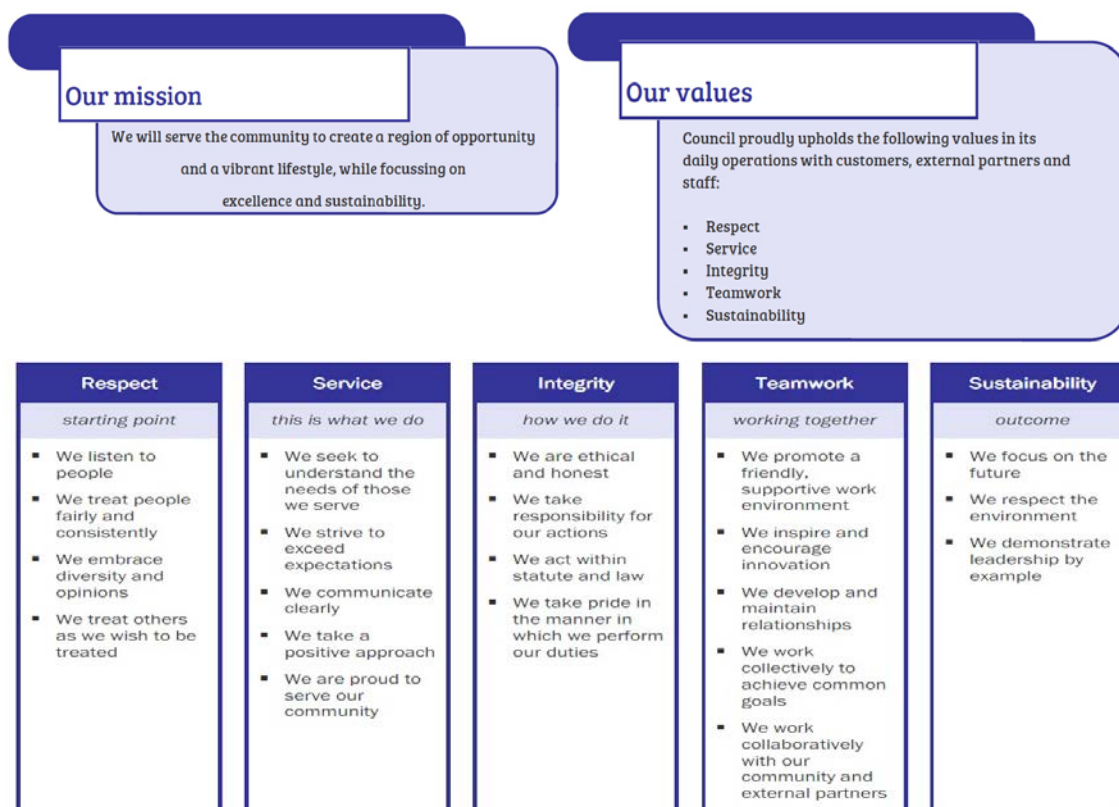 Our mission
We will serve the community to create a region of opportunity
and a vibrant lifestyle, while focussing on
excellence and sustainability.
Our values
Council proudly upholds the following values in its
daily operations with customers, external partners and
staff:
▪ Respect
▪ Service
▪ Integrity
▪ Teamwork
▪ Sustainability
Respect
starting point
▪ We listen to
people
▪ We treat people
fairly and
consistently
▪ We embrace
diversity and
opinions
▪ We treat others
as we wish to be
treated
Service
this is what we do
▪ We seek to
understand the
needs of those
we serve
▪ We strive to
exceed
expectations
▪ We communicate
clearly
▪ We take a
positive approach
▪ We are proud to
serve our
community
Integrity
how we do it
▪ We are ethical
and honest
▪ We take
responsibility for
our actions
▪ We act within
statute and law
▪ We take pride in
the manner in
which we perform
our duties
Teamwork
working together
▪ We promote a
friendly,
supportive work
environment
▪ We inspire and
encourage
innovation
▪ We develop and
maintain
relationships
▪ We work
collectively to
achieve common
goals
▪ We work
collaboratively
with our
community and
external partners
Sustainability
outcome
▪ We focus on the
future
▪ We respect the
environment
▪ We demonstrate
leadership by
example